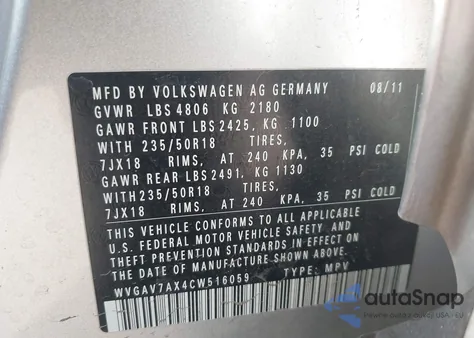 MFD BY VOLKSWAGEN AG GERMANY 08/11
GVWR LBS 4806 KG 2180
GAWR FRONT LBS 2425, KG 1100
WITH 235/50R18 TIRES,
7JX18 RIMS, AT 240 KPA, 35 PSI COLD
GAWR REAR LBS 2491, KG 1130
WITH 235/50R18 TIRES,
7JX18 RIMS, AT 240 KPA, 35 PSI COLD
THIS VEHICLE CONFORMS TO ALL APPLICABLE
U.S. FEDERAL MOTOR VEHICLE SAFETY AND
THEFT PREVENTION STANDARDS IN EFFECT ON
THE DATE OF MANUFACTURE SHOWN ABOVE.
WVGAV7AX4CW516059 TYPE: MPV
autoSnap